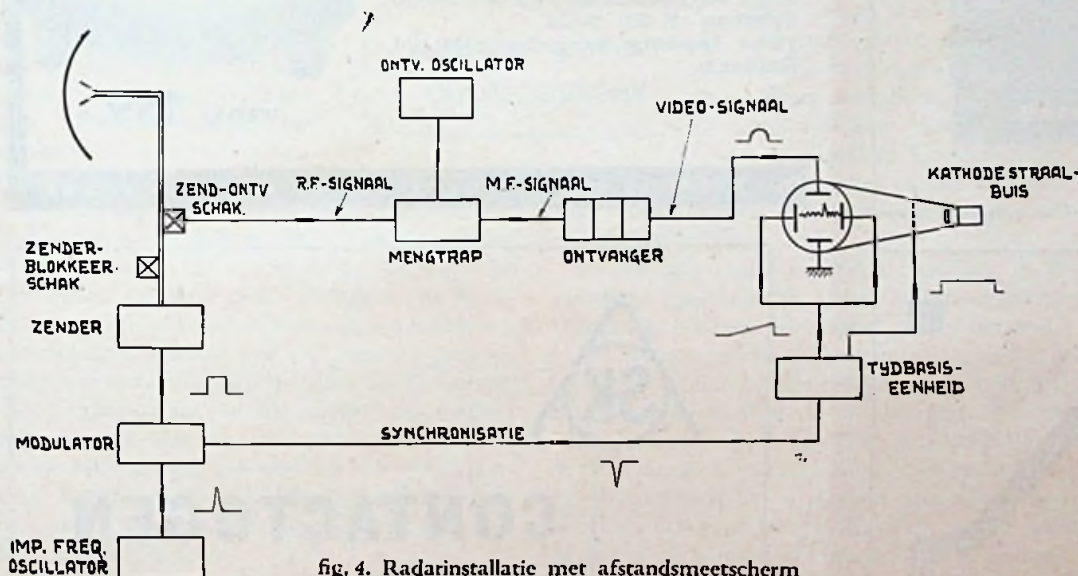 ONTV. OSCILLATOR
VIDEO-SIGNAAL
KATHODESTRAAL-
BUIS
ZEND-ONTV
SCHAK.
R.F.-SIGNAAL
M.F.-SIGNAAL
MENGTRAP
ONTVANGER
ZENDER-
BLOKKEER-
SCHAK.
ZENDER
TYDBASIS-
EENHEID
MODULATOR
SYNCHRONISATIE
IMP. FREQ.
OSCILLATOR
fig. 4. Radarinstallatie met afstandsmeetscherm